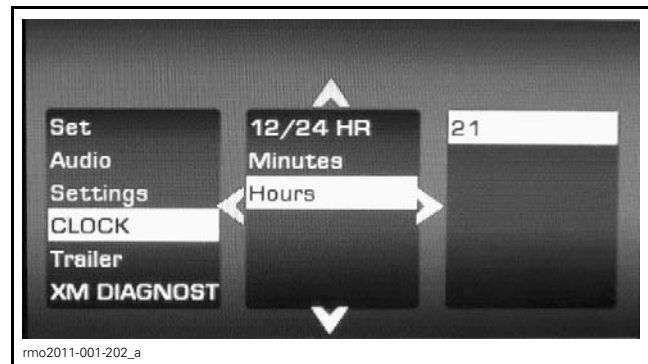 Set
Audio
Settings
CLOCK
Trailer
XM DIAGNOST
12/24 HR
Minutes
Hours
21
rmo2011-001-202_a